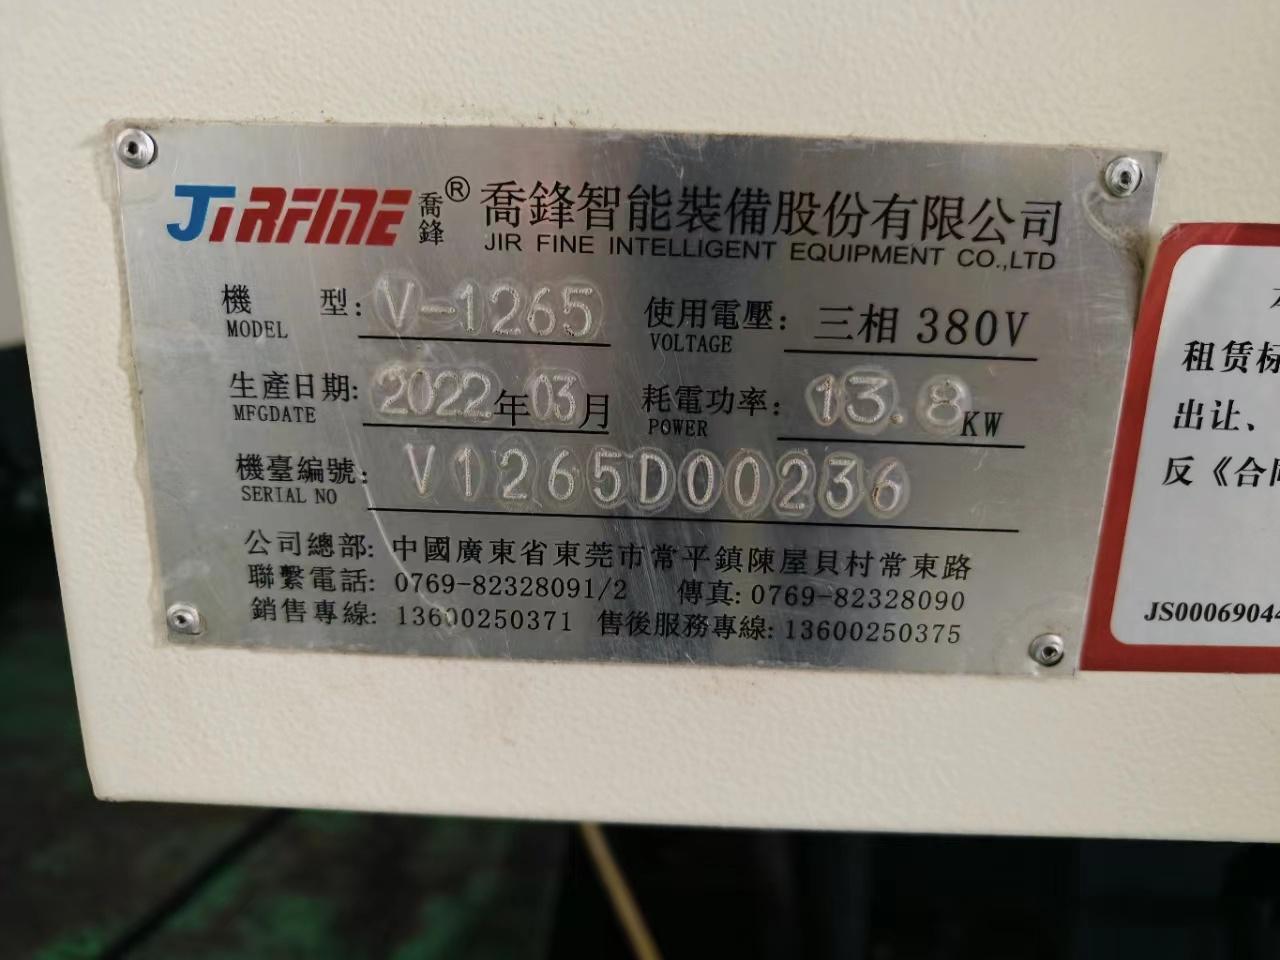 JIRFINE 喬鋒® 喬鋒智能裝備股份有限公司
JIR FINE INTELLIGENT EQUIPMENT CO.,LTD
機 型: V-1265 使用電壓: 三相 380V
MODEL VOLTAGE
生產日期: 2022年03月 耗電功率: 13.8KW
MFGDATE POWER
機臺編號: V1265D00236
SERIAL NO
公司總部: 中國廣東省東莞市常平鎮陳屋貝村常東路
聯繫電話: 0769-82328091/2 傳真: 0769-82328090
銷售專線: 13600250371 售後服務專線: 13600250375
租赁标
出让、
反《合同
JS00069044